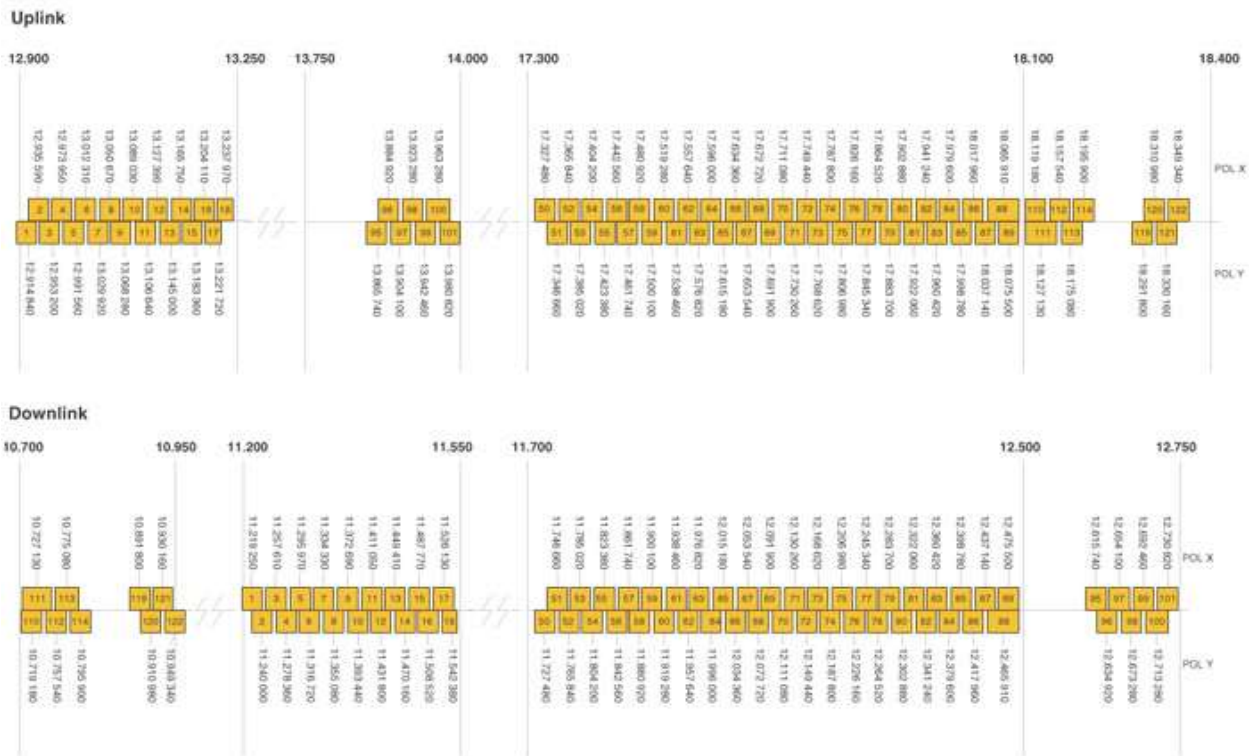 Uplink
12.900 13.250 13.750 14.000 17.300 18.100 18.400
12.935 590 12.973 950 13.012 310 13.050 670 13.089 030 13.127 390 13.165 750 13.204 110 13.237 970 13.884 920 13.923 280 13.963 280 17.327 480 17.365 840 17.404 200 17.442 560 17.480 920 17.519 280 17.557 640 17.596 000 17.634 360 17.672 720 17.711 080 17.749 440 17.787 800 17.826 160 17.864 520 17.902 880 17.941 240 17.979 600 18.017 960 18.065 910 18.119 180 18.157 540 18.195 900 18.310 980 18.349 340
POL X
2 4 6 8 10 12 14 16 18 96 98 100 50 52 54 56 58 60 62 64 66 68 70 72 74 76 78 80 82 84 86 88 110 112 114 120 122
1 3 5 7 9 11 13 15 17 95 97 99 101 51 53 55 57 59 61 63 65 67 69 71 73 75 77 79 81 83 85 87 89 111 113 119 121
POL Y
12.914 840 12.953 200 12.991 560 13.029 920 13.068 280 13.106 640 13.145 000 13.183 360 13.221 720 13.865 740 13.904 100 13.942 460 13.980 820 17.346 660 17.385 020 17.423 380 17.461 740 17.500 100 17.538 460 17.576 820 17.615 180 17.653 540 17.691 900 17.730 260 17.768 620 17.806 980 17.845 340 17.883 700 17.922 060 17.960 420 17.998 780 18.037 140 18.075 500 18.127 130 18.175 080 18.291 800 18.330 160
Downlink
10.700 10.950 11.200 11.550 11.700 12.500 12.750
10.727 130 10.775 080 10.891 800 10.930 160 11.219 250 11.257 610 11.295 970 11.334 330 11.372 690 11.411 050 11.449 410 11.487 770 11.526 130 11.746 660 11.785 020 11.823 380 11.861 740 11.900 100 11.938 460 11.976 820 12.015 180 12.053 540 12.091 900 12.130 260 12.168 620 12.206 980 12.245 340 12.283 700 12.322 060 12.360 420 12.398 780 12.437 140 12.475 500 12.615 740 12.654 100 12.692 460 12.730 820
POL X
111 113 119 121 1 3 5 7 9 11 13 15 17 51 53 55 57 59 61 63 65 67 69 71 73 75 77 79 81 83 85 87 89 95 97 99 101
110 112 114 120 122 2 4 6 8 10 12 14 16 18 50 52 54 56 58 60 62 64 66 68 70 72 74 76 78 80 82 84 86 88 96 98 100
POL Y
10.719 180 10.757 540 10.795 900 10.910 980 10.949 340 11.240 000 11.278 360 11.316 720 11.355 080 11.393 440 11.431 800 11.470 160 11.508 520 11.542 380 11.727 480 11.765 840 11.804 200 11.842 560 11.880 920 11.919 280 11.957 640 11.996 000 12.034 360 12.072 720 12.111 080 12.149 440 12.187 800 12.226 160 12.264 520 12.302 880 12.341 240 12.379 600 12.417 960 12.465 910 12.634 920 12.673 280 12.713 280